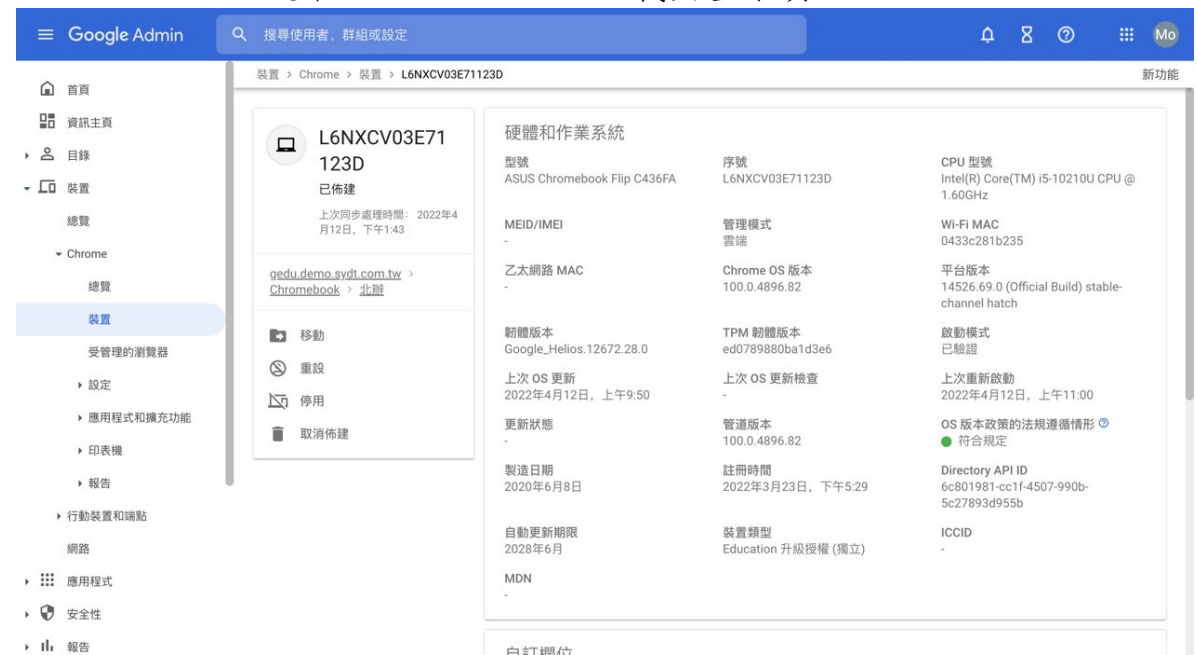 Google Admin
搜尋使用者、群組或設定
Mo
首頁
資訊主頁
目錄
裝置
總覽
Chrome
總覽
裝置
受管理的瀏覽器
設定
應用程式和擴充功能
印表機
報告
行動裝置和端點
網路
應用程式
安全性
報告
裝置 > Chrome > 裝置 > L6NXCV03E71123D
新功能
L6NXCV03E71
123D
已佈建
上次同步處理時間： 2022年4
月12日，下午1:43
gedu.demo.sydt.com.tw >
Chromebook > 北辦
移動
重設
停用
取消佈建
硬體和作業系統
型號
ASUS Chromebook Flip C436FA
序號
L6NXCV03E71123D
CPU 型號
Intel(R) Core(TM) i5-10210U CPU @
1.60GHz
MEID/IMEI
-
管理模式
雲端
Wi-Fi MAC
0433c281b235
乙太網路 MAC
-
Chrome OS 版本
100.0.4896.82
平台版本
14526.69.0 (Official Build) stable-
channel hatch
韌體版本
Google_Helios.12672.28.0
TPM 韌體版本
ed0789880ba1d3e6
啟動模式
已驗證
上次 OS 更新
2022年4月12日，上午9:50
上次 OS 更新檢查
-
上次重新啟動
2022年4月12日，上午11:00
更新狀態
-
管道版本
100.0.4896.82
OS 版本政策的法規遵循情形
符合規定
製造日期
2020年6月8日
註冊時間
2022年3月23日，下午5:29
Directory API ID
6c801981-cc1f-4507-990b-
5c27893d955b
自動更新期限
2028年6月
裝置類型
Education 升級授權 (獨立)
ICCID
-
MDN
-
自訂欄位